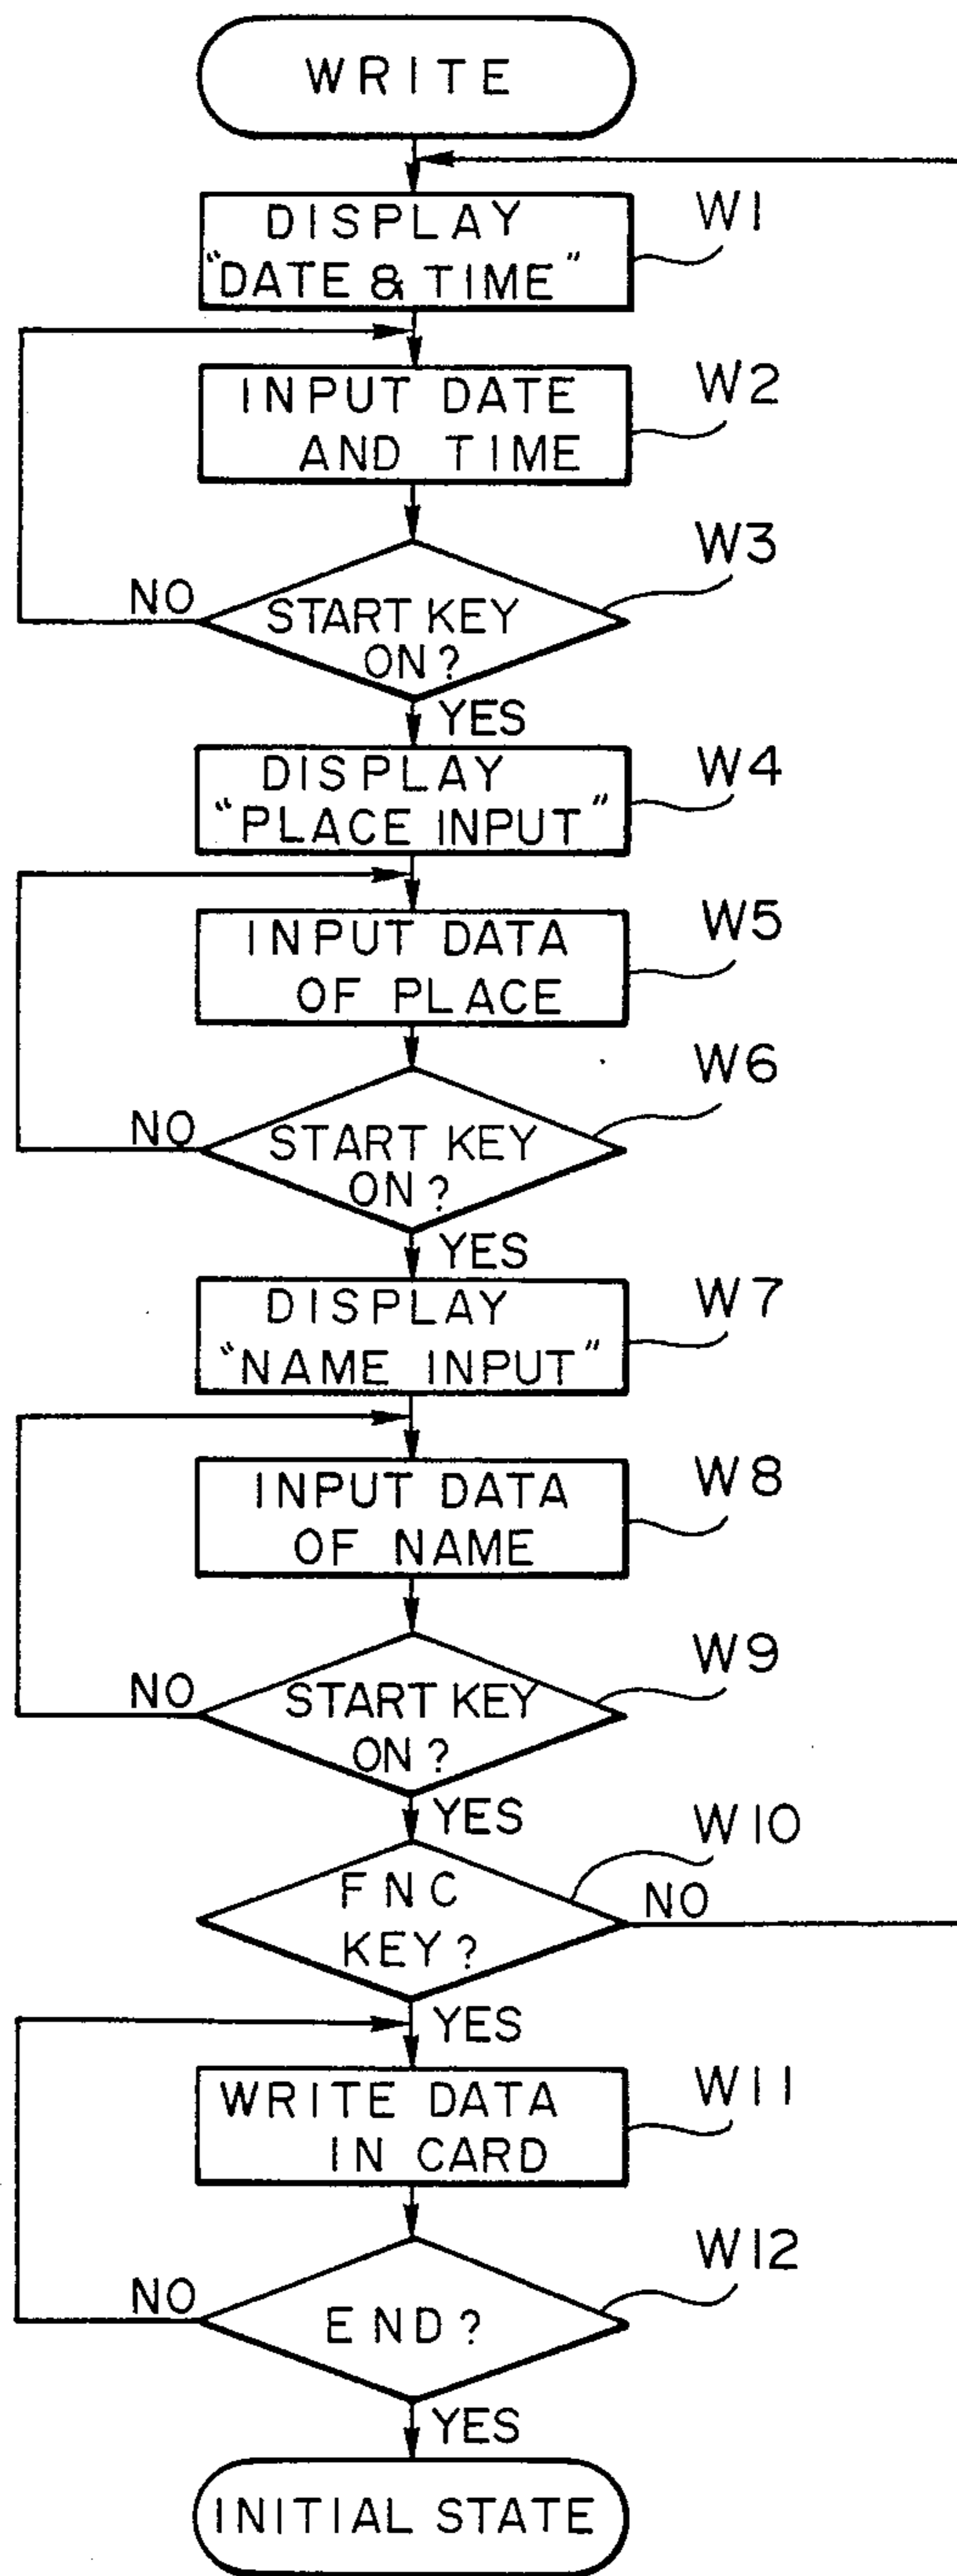 WRITE
DISPLAY
"DATE & TIME"
W1
INPUT DATE
AND TIME
W2
START KEY
ON?
W3
NO
YES
DISPLAY
"PLACE INPUT"
W4
INPUT DATA
OF PLACE
W5
START KEY
ON?
W6
NO
YES
DISPLAY
"NAME INPUT"
W7
INPUT DATA
OF NAME
W8
START KEY
ON?
W9
NO
YES
FNC
KEY?
W10
NO
YES
WRITE DATA
IN CARD
W11
END?
W12
NO
YES
INITIAL STATE